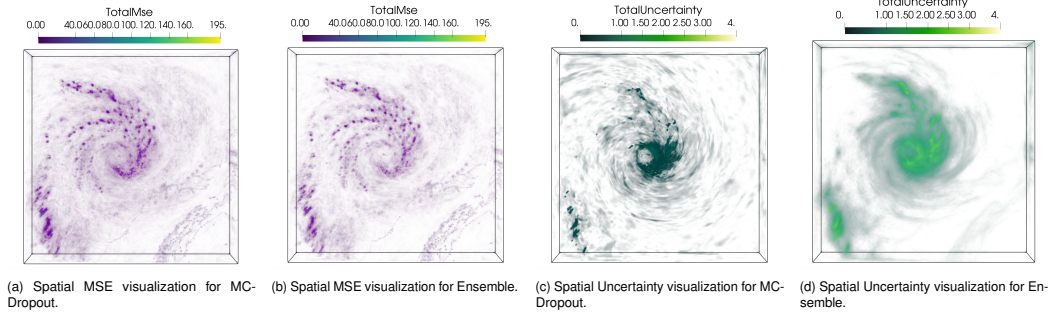 TotalMse
0.00 40.060.080.0100.120.140.160. 195.
TotalMse
0.00 40.060.080.0100.120.140.160. 195.
TotalUncertainty
0. 1.00 1.50 2.00 2.50 3.00 4.
TotalUncertainty
0. 1.00 1.50 2.00 2.50 3.00 4.
(a) Spatial MSE visualization for MC-
Dropout.
(b) Spatial MSE visualization for Ensemble.
(c) Spatial Uncertainty visualization for MC-
Dropout.
(d) Spatial Uncertainty visualization for En-
semble.